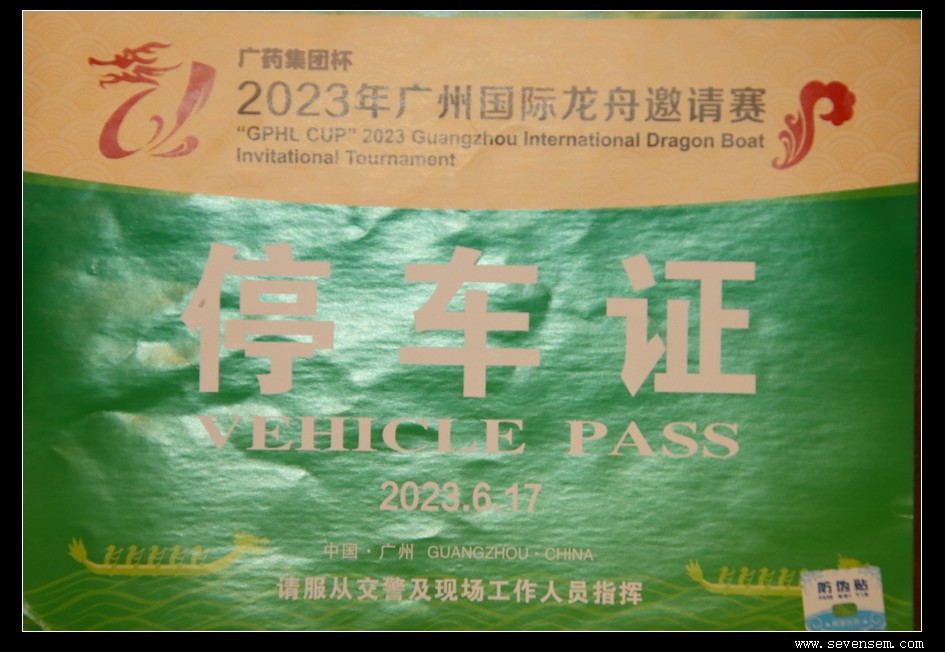 广药集团杯
2023年广州国际龙舟邀请赛
“GPHL CUP” 2023 Guangzhou International Dragon Boat
Invitational Tournament
停车证
VEHICLE PASS
2023.6.17
中国·广州 GUANGZHOU·CHINA
请服从交警及现场工作人员指挥
防伪贴
www.sevensem.com